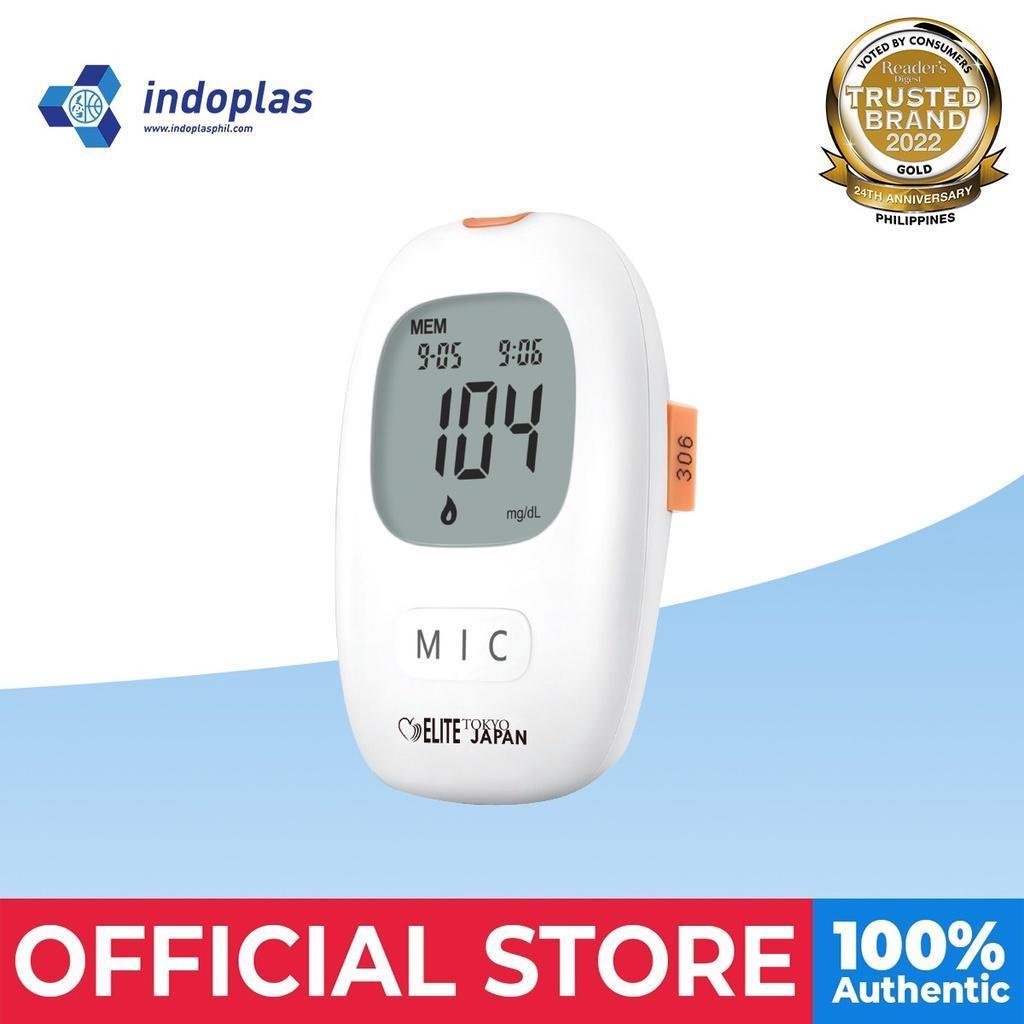 indoplas
www.indoplasphil.com
VOTED BY CONSUMERS
Reader's
Digest
TRUSTED
BRAND
2022
GOLD
24TH ANNIVERSARY
PHILIPPINES
MEM
9-05 9:06
104
mg/dL
306
M I C
ELITE TOKYO JAPAN
OFFICIAL STORE
100%
Authentic